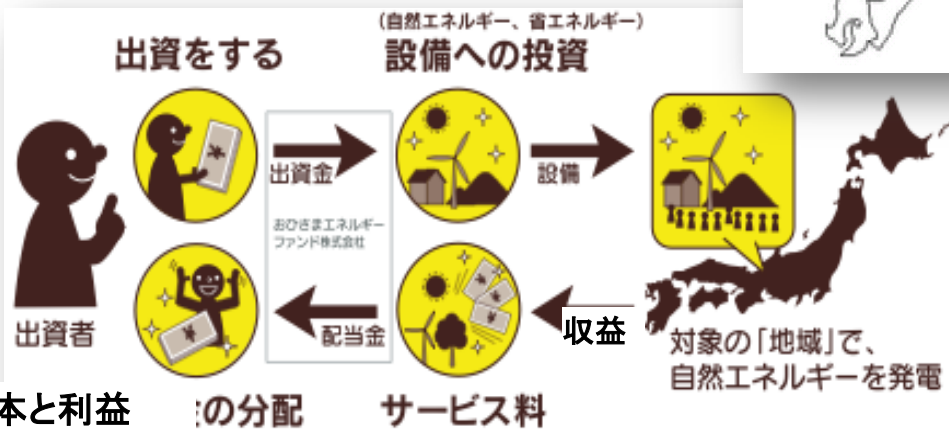 (自然エネルギー、省エネルギー)
出資をする
設備への投資
出資金
設備
おひさまエネルギー
ファンド株式会社
出資者
配当金
収益
対象の「地域」で、
自然エネルギーを発電
本と利益
の分配
サービス料